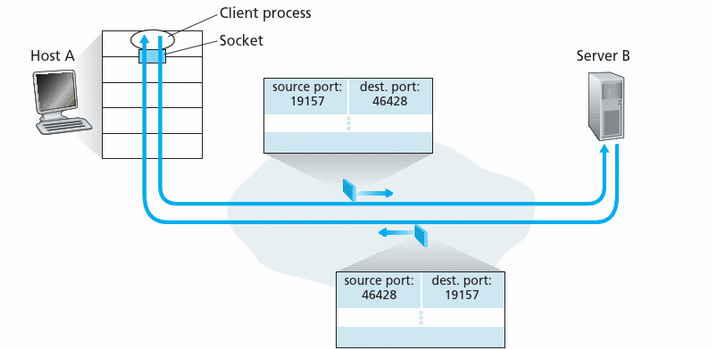 Client process
Socket
Host A
Server B
source port: dest. port:
19157 46428
source port: dest. port:
46428 19157